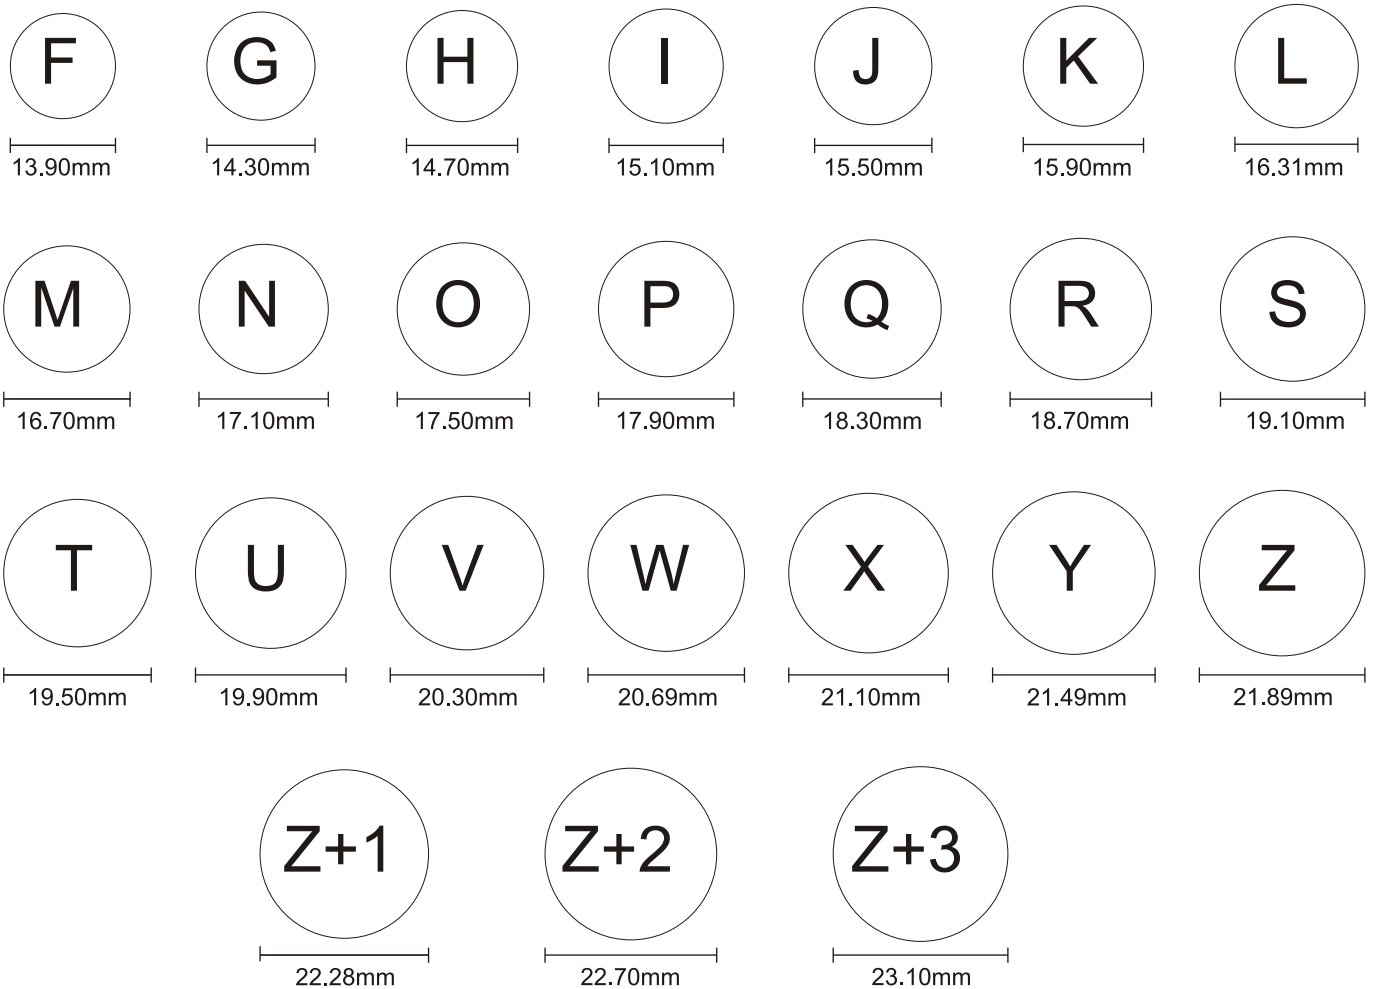 F G H I J K L
13.90mm 14.30mm 14.70mm 15.10mm 15.50mm 15.90mm 16.31mm
M N O P Q R S
16.70mm 17.10mm 17.50mm 17.90mm 18.30mm 18.70mm 19.10mm
T U V W X Y Z
19.50mm 19.90mm 20.30mm 20.69mm 21.10mm 21.49mm 21.89mm
Z+1 Z+2 Z+3
22.28mm 22.70mm 23.10mm